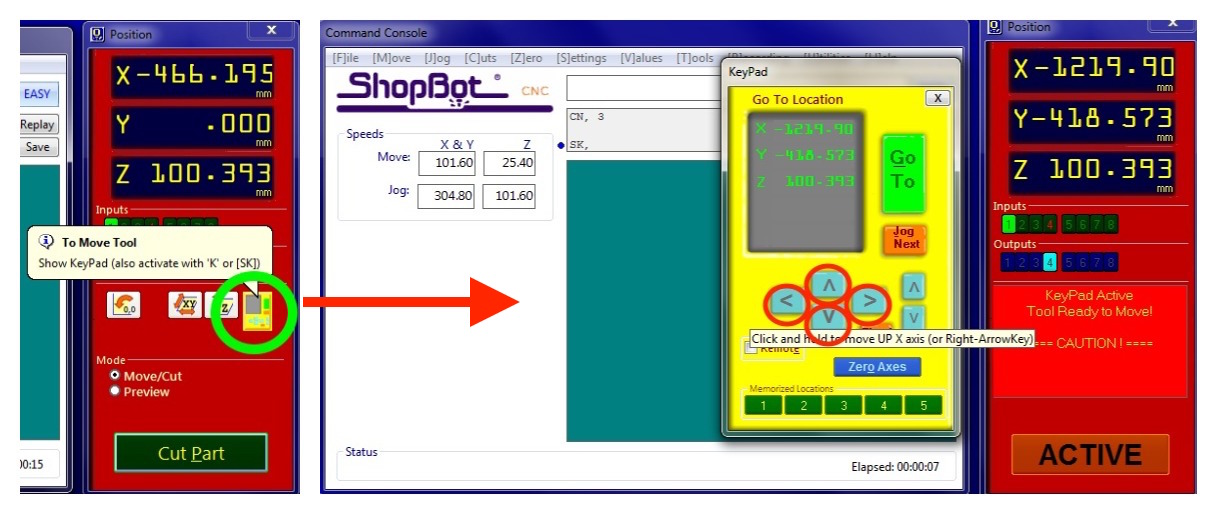 Position
x
X -466.195
mm
EASY
Replay
Save
Y .000
mm
Z 100.393
mm
Inputs
To Move Tool
Show KeyPad (also activate with 'K' or [SK])
0,0
XY
Z/
Mode
Move/Cut
Preview
Cut Part
00:15
Command Console
[F]ile [M]ove [J]og [C]uts [Z]ero [S]ettings [V]alues [T]ools
ShopBot CNC
CN, 3
SK,
Speeds
X & Y Z
Move: 101.60 25.40
Jog: 304.80 101.60
Status
Elapsed: 00:00:07
KeyPad
Go To Location
X
X -1219.90
Y -418.573
Z 100.393
Go To
Jog Next
< ^ > V
^
V
Click and hold to move UP X axis (or Right-ArrowKey)
Remote
Zero Axes
Memorized Locations
1 2 3 4 5
Position
x
X -1219.90
mm
Y -418.573
mm
Z 100.393
mm
Inputs
1 2 3 4 5 6 7 8
Outputs
1 2 3 4 5 6 7 8
KeyPad Active
Tool Ready to Move!
==== CAUTION ! ====
ACTIVE